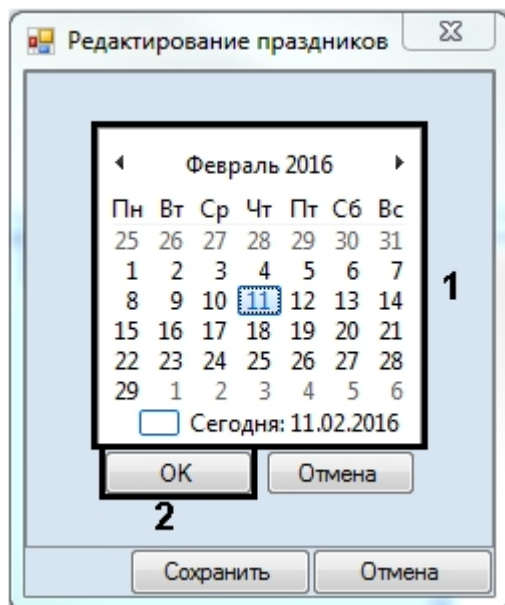 Редактирование праздников
Февраль 2016
Пн Вт Ср Чт Пт Сб Вс
25 26 27 28 29 30 31
1 2 3 4 5 6 7
8 9 10 11 12 13 14
15 16 17 18 19 20 21
22 23 24 25 26 27 28
29 1 2 3 4 5 6
Сегодня: 11.02.2016
1
OK Отмена
2
Сохранить Отмена